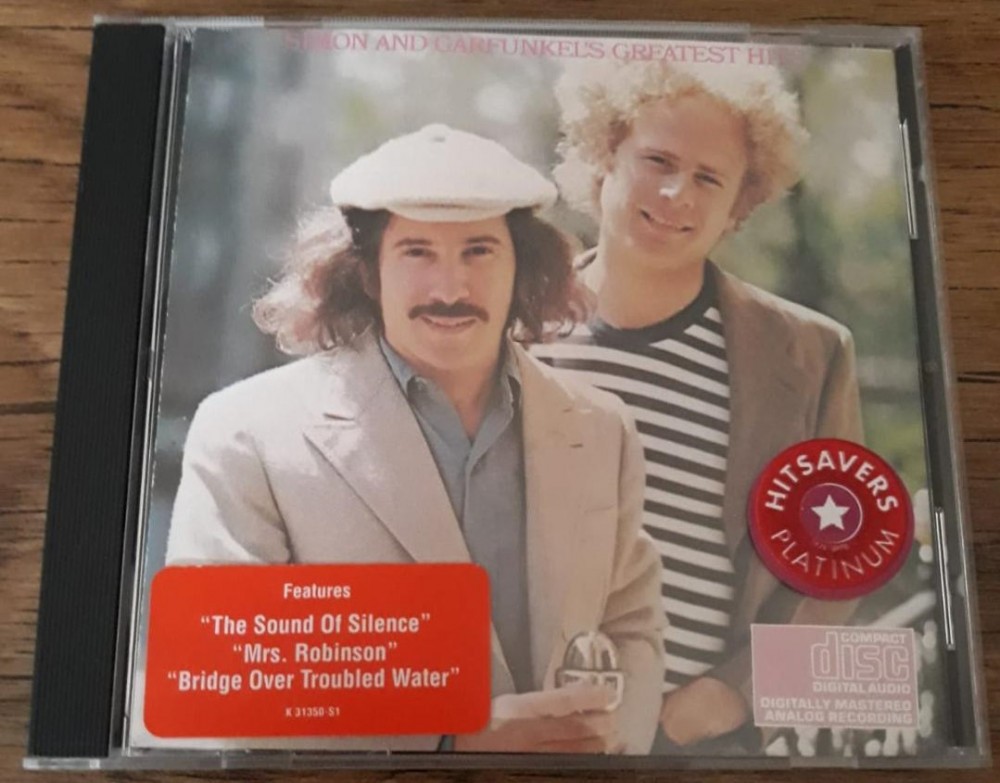 SIMON AND GARFUNKEL'S GREATEST HITS
HITSAVERS
PLATINUM
Features
“The Sound Of Silence”
“Mrs. Robinson”
“Bridge Over Troubled Water”
K 31350-S1
COMPACT
disc
DIGITAL AUDIO
DIGITALLY MASTERED
ANALOG RECORDING